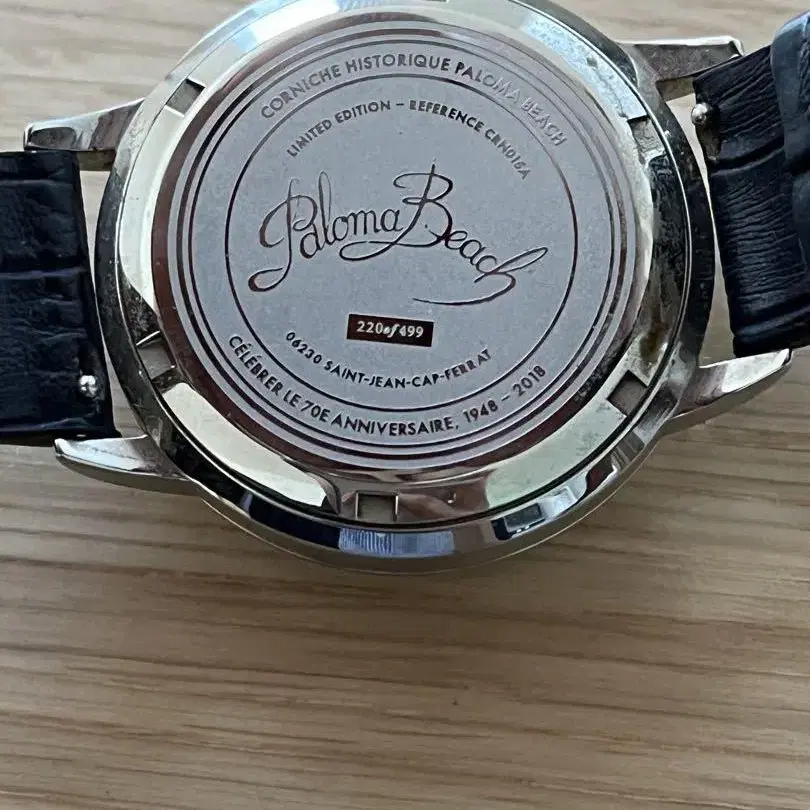 CORNICHE HISTORIQUE PALOMA BEACH
LIMITED EDITION – REFERENCE CRH016A
Paloma Beach
220 of 499
06230 SAINT-JEAN-CAP-FERRAT
CÉLÉBRER LE 70E ANNIVERSAIRE, 1948 – 2018